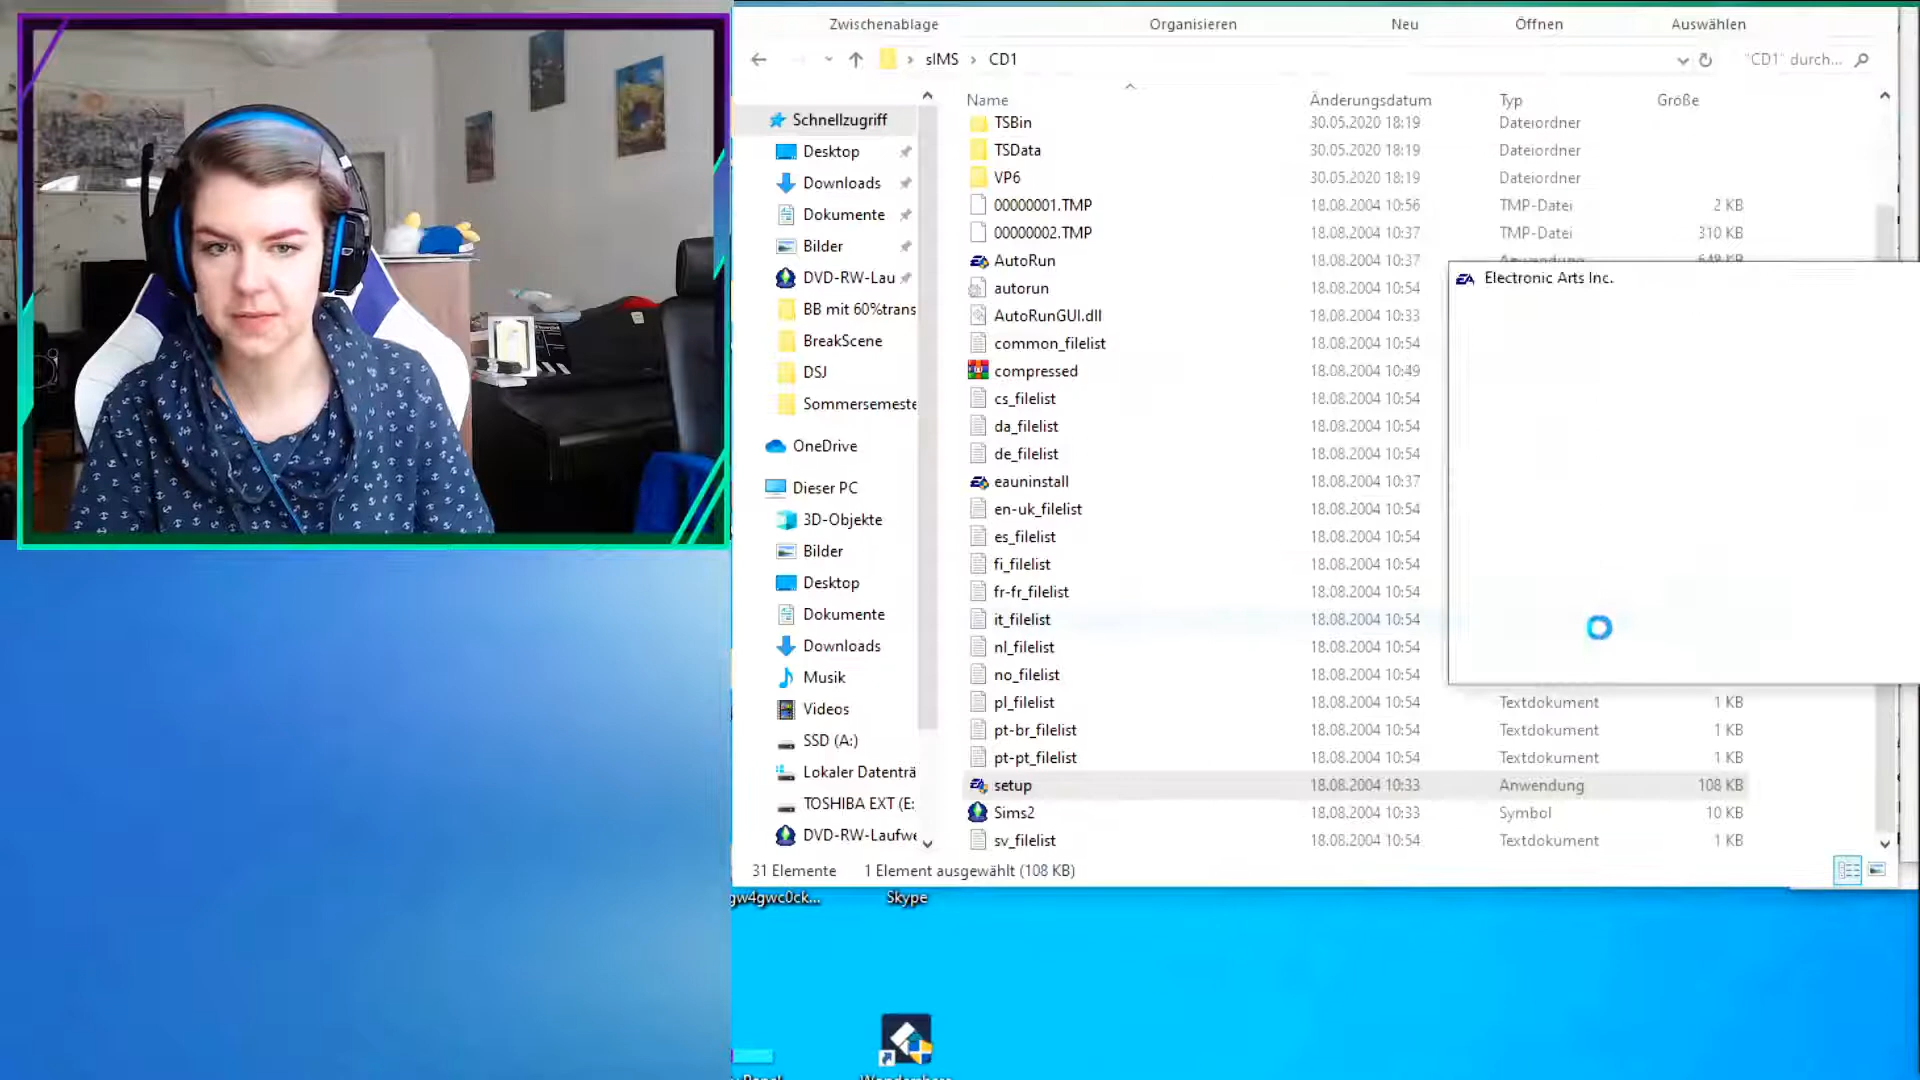 Zwischenablage Organisieren Neu Öffnen Auswählen
sIMS > CD1 "CD1" durch...
Name Änderungsdatum Typ Größe
Schnellzugriff
Desktop
Downloads
Dokumente
Bilder
DVD-RW-Lau
BB mit 60%trans
BreakScene
DSJ
Sommersemeste
OneDrive
Dieser PC
3D-Objekte
Bilder
Desktop
Dokumente
Downloads
Musik
Videos
SSD (A:)
Lokaler Datenträ
TOSHIBA EXT (E:
DVD-RW-Laufwe
TSBin 30.05.2020 18:19 Dateiordner
TSData 30.05.2020 18:19 Dateiordner
VP6 30.05.2020 18:19 Dateiordner
00000001.TMP 18.08.2004 10:56 TMP-Datei 2 KB
00000002.TMP 18.08.2004 10:37 TMP-Datei 310 KB
AutoRun 18.08.2004 10:37 Anwendung 649 KB
autorun 18.08.2004 10:54
AutoRunGUI.dll 18.08.2004 10:33
common_filelist 18.08.2004 10:54
compressed 18.08.2004 10:49
cs_filelist 18.08.2004 10:54
da_filelist 18.08.2004 10:54
de_filelist 18.08.2004 10:54
eauninstall 18.08.2004 10:37
en-uk_filelist 18.08.2004 10:54
es_filelist 18.08.2004 10:54
fi_filelist 18.08.2004 10:54
fr-fr_filelist 18.08.2004 10:54
it_filelist 18.08.2004 10:54
nl_filelist 18.08.2004 10:54
no_filelist 18.08.2004 10:54
pl_filelist 18.08.2004 10:54 Textdokument 1 KB
pt-br_filelist 18.08.2004 10:54 Textdokument 1 KB
pt-pt_filelist 18.08.2004 10:54 Textdokument 1 KB
setup 18.08.2004 10:33 Anwendung 108 KB
Sims2 18.08.2004 10:33 Symbol 10 KB
sv_filelist 18.08.2004 10:54 Textdokument 1 KB
Electronic Arts Inc.
31 Elemente 1 Element ausgewählt (108 KB)
gw4gwc0ck... Skype